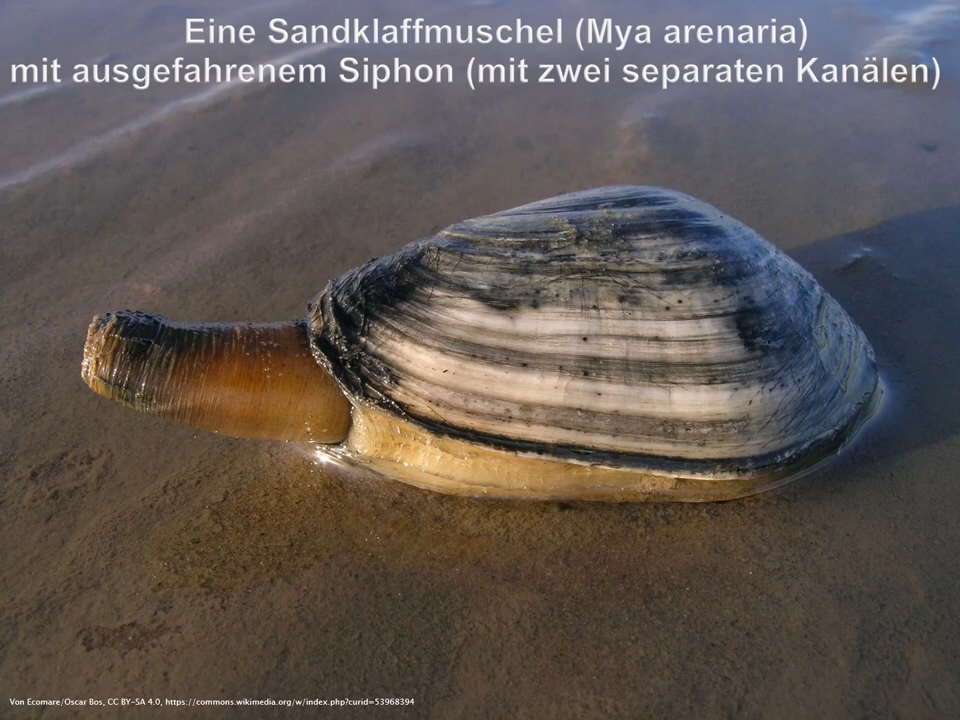 Eine Sandklaffmuschel (Mya arenaria)
mit ausgefahrenem Siphon (mit zwei separaten Kanälen)
Von Ecomare/Oscar Bos, CC BY-SA 4.0, https://commons.wikimedia.org/w/index.php?curid=53968394